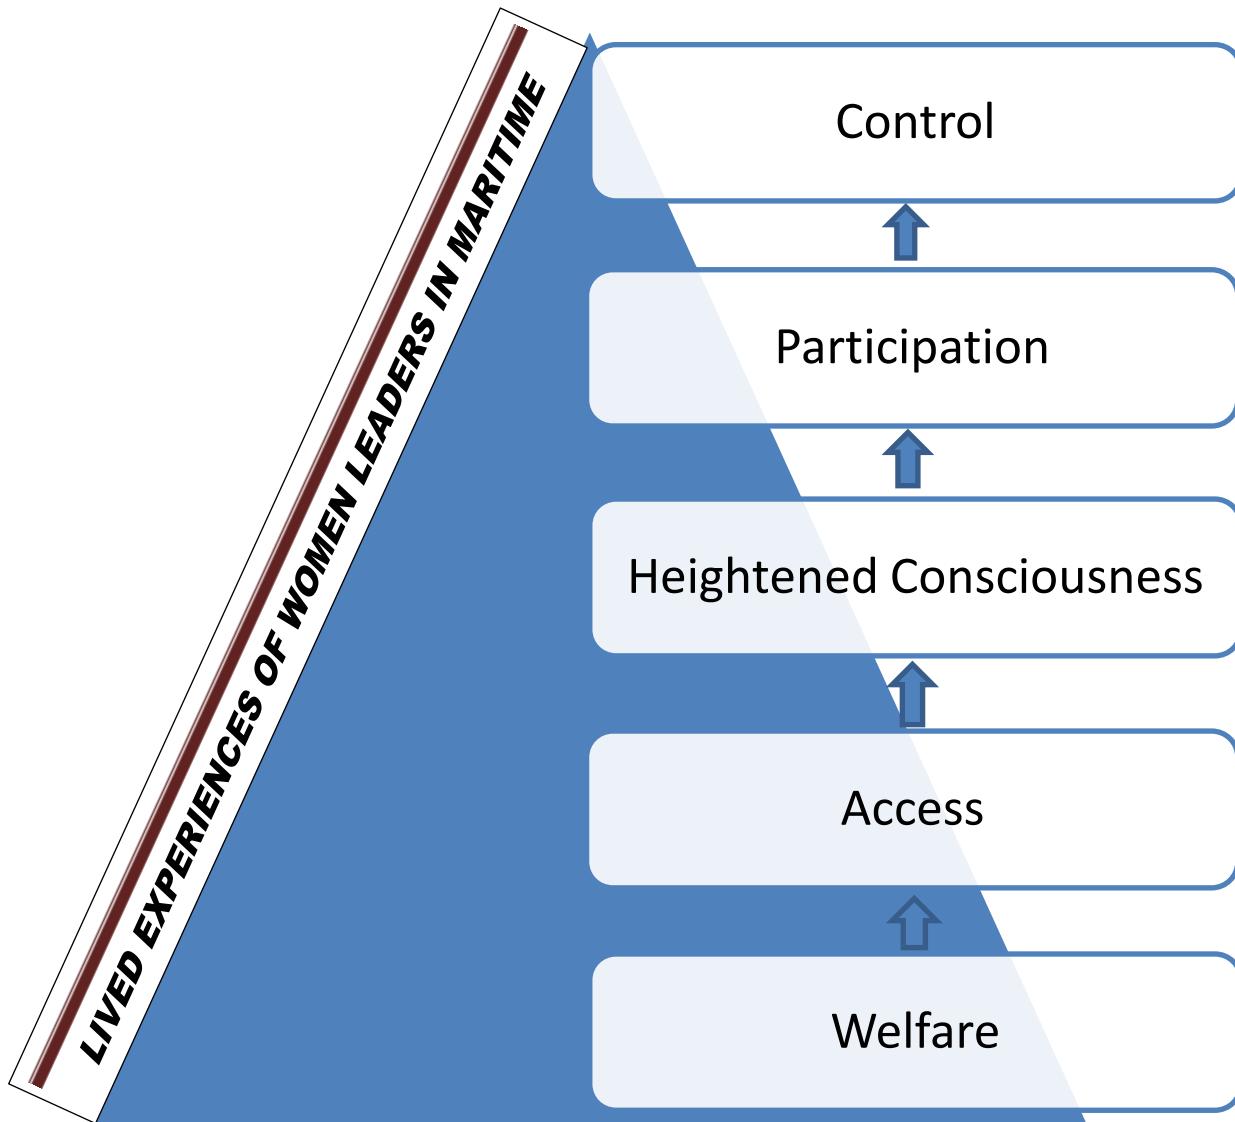 LIVED EXPERIENCES OF WOMEN LEADERS IN MARITIME
Control
Participation
Heightened Consciousness
Access
Welfare